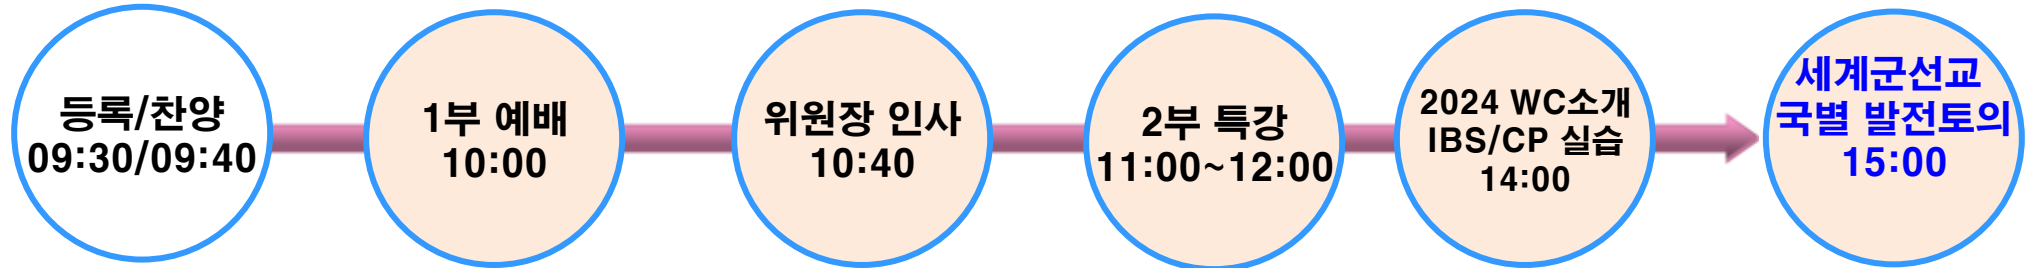 등록/찬양
09:30/09:40
1부 예배
10:00
위원장 인사
10:40
2부 특강
11:00~12:00
2024 WC소개
IBS/CP 실습
14:00
세계군선교
국별 발전토의
15:00